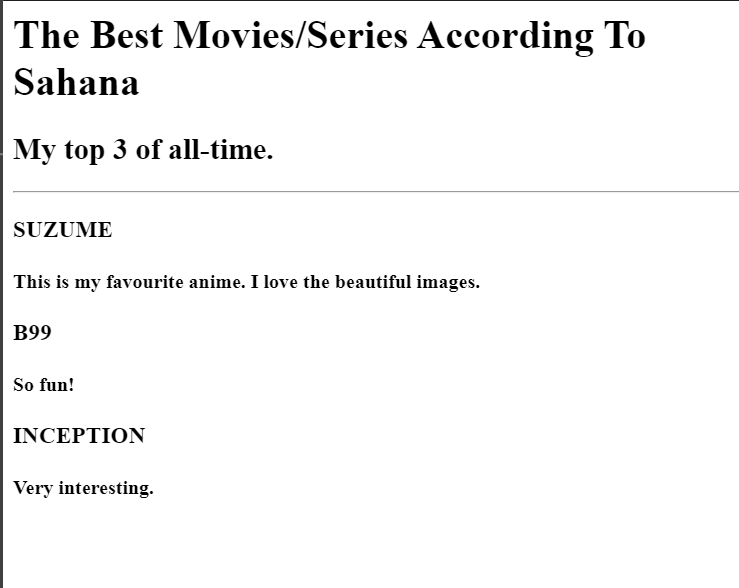 The Best Movies/Series According To
Sahana
My top 3 of all-time.
SUZUME
This is my favourite anime. I love the beautiful images.
B99
So fun!
INCEPTION
Very interesting.